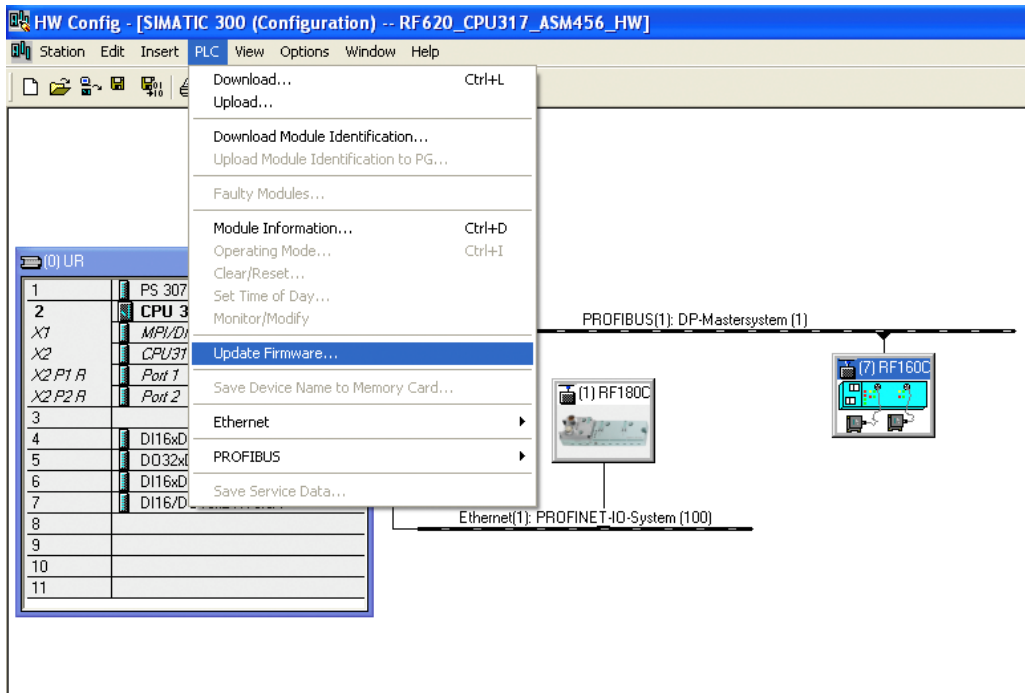 HW Config - [SIMATIC 300 (Configuration) -- RF620_CPU317_ASM456_HW]
Station Edit Insert PLC View Options Window Help
Download... Ctrl+L
Upload...
Download Module Identification...
Upload Module Identification to PG...
Faulty Modules...
Module Information... Ctrl+D
Operating Mode... Ctrl+I
Clear/Reset...
Set Time of Day...
Monitor/Modify
Update Firmware...
Save Device Name to Memory Card...
Ethernet
PROFIBUS
Save Service Data...
(0) UR
1 PS 307
2 CPU 3
X1 MPI/D
X2 CPU31
X2 P1 R Port 1
X2 P2 R Port 2
3
4 DI16xD
5 DO32xD
6 DI16xD
7 DI16/D
8
9
10
11
PROFIBUS(1): DP-Mastersystem (1)
(7) RF160C
(1) RF180C
Ethernet(1): PROFINET-IO-System (100)